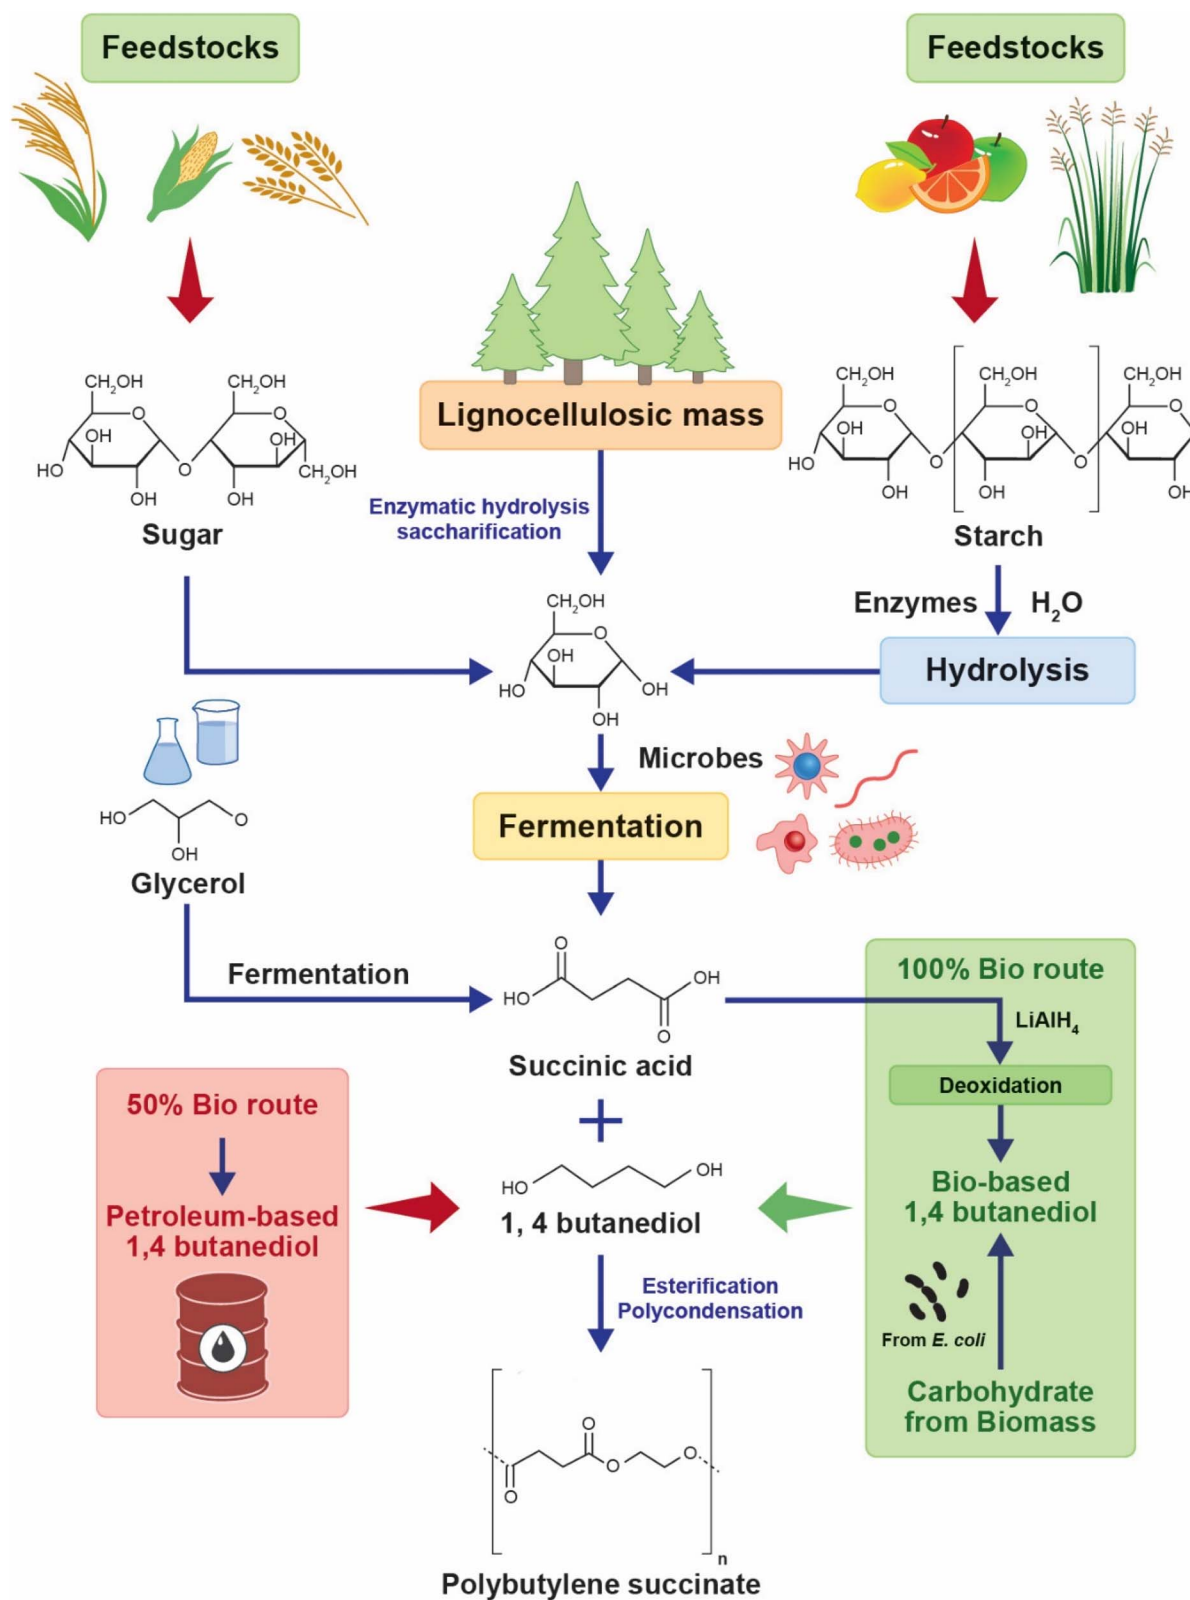 Feedstocks
Feedstocks
CH₂OH
CH₂OH
O
O
OH
OH
HO
O
CH₂OH
OH
OH
Sugar
Lignocellulosic mass
CH₂OH
CH₂OH
CH₂OH
O
O
O
OH
OH
OH
HO
O
O
OH
OH
OH
Starch
Enzymatic hydrolysis
saccharification
Enzymes
H₂O
Hydrolysis
CH₂OH
O
OH
HO
OH
OH
Microbes
Fermentation
HO
O
OH
Glycerol
Fermentation
O
OH
HO
O
Succinic acid
100% Bio route
LiAlH₄
Deoxidation
Bio-based
1,4 butanediol
From E. coli
Carbohydrate
from Biomass
50% Bio route
Petroleum-based
1,4 butanediol
+
OH
HO
1, 4 butanediol
Esterification
Polycondensation
O
O
O
O
n
Polybutylene succinate